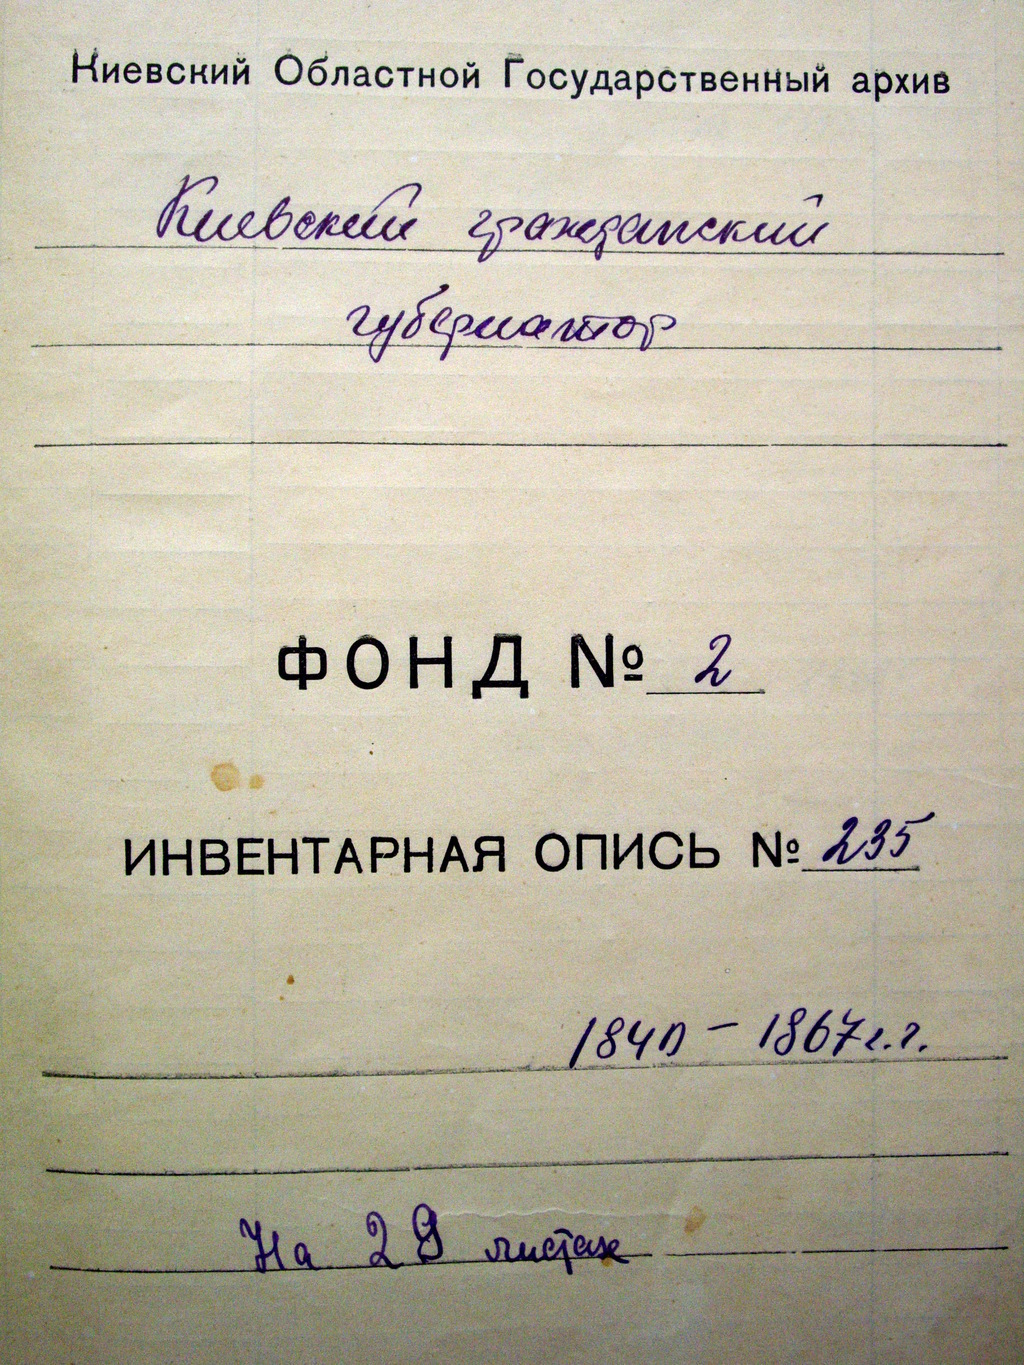 Киевский Областной Государственный архив
Киевский гражданский
губернатор
ФОНД № 2
ИНВЕНТАРНАЯ ОПИСЬ № 235
1840 – 1867 г.г.
На 29 листах